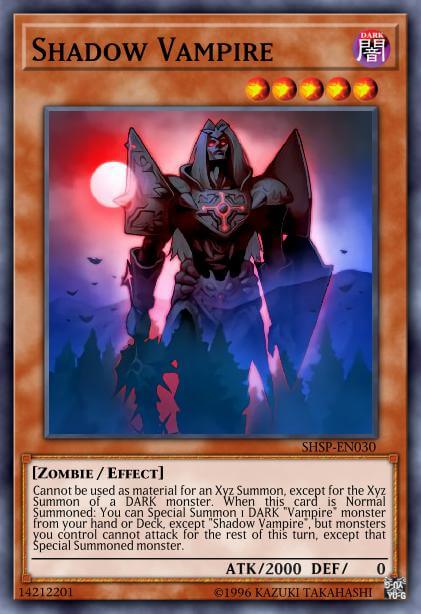 SHADOW VAMPIRE
DARK
闇
SHSP-EN030
[ZOMBIE / EFFECT]
Cannot be used as material for an Xyz Summon, except for the Xyz
Summon of a DARK monster. When this card is Normal
Summoned: You can Special Summon 1 DARK "Vampire" monster
from your hand or Deck, except "Shadow Vampire", but monsters
you control cannot attack for the rest of this turn, except that
Special Summoned monster.
ATK/2000 DEF/ 0
14212201
©1996 KAZUKI TAKAHASHI